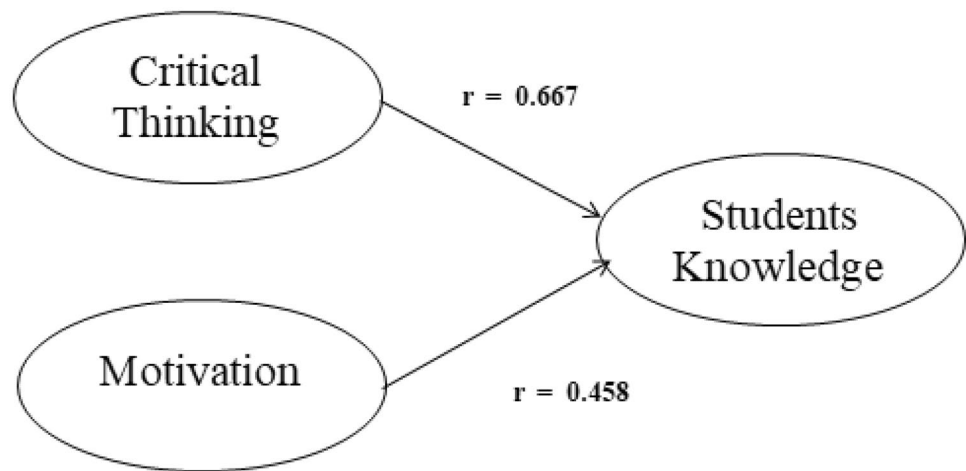 Critical
Thinking
r = 0.667
Students
Knowledge
Motivation
r = 0.458